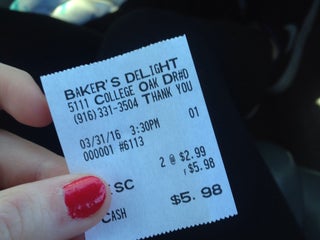 BAKER'S DELIGHT
5111 COLLEGE OAK DR#D
(916)331-3504 THANK YOU
03/31/16 3:30PM 01
000001 #6113
2 @ $2.99
SC $5.98
CASH $5.98